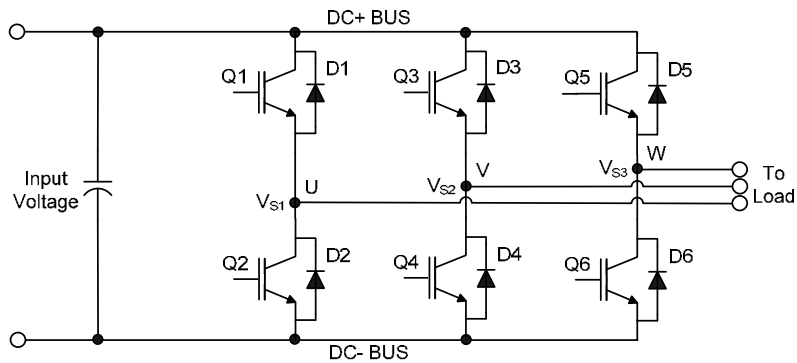 DC+ BUS
Q1
D1
Q3
D3
Q5
D5
Input
Voltage
VS1
U
VS2
V
VS3
W
To
Load
Q2
D2
Q4
D4
Q6
D6
DC- BUS